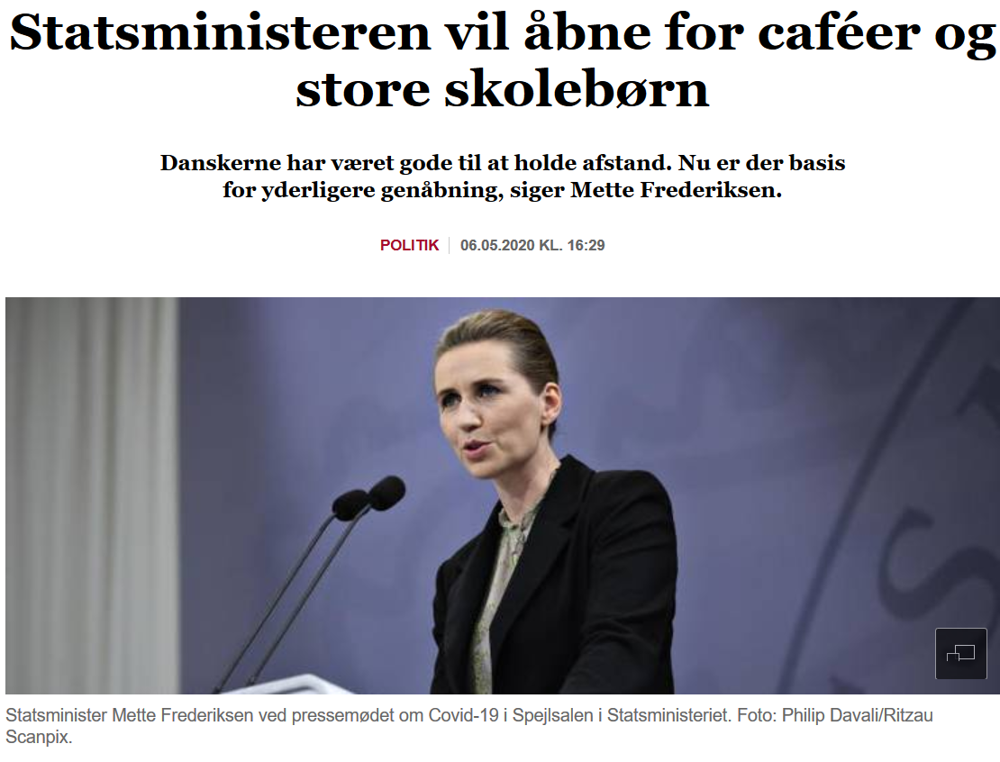 Statsministeren vil åbne for caféer og
store skolebørn
Danskerne har været gode til at holde afstand. Nu er der basis
for yderligere genåbning, siger Mette Frederiksen.
POLITIK 06.05.2020 KL. 16:29
S
Statsminister Mette Frederiksen ved pressemødet om Covid-19 i Spejlsalen i Statsministeriet. Foto: Philip Davali/Ritzau
Scanpix.